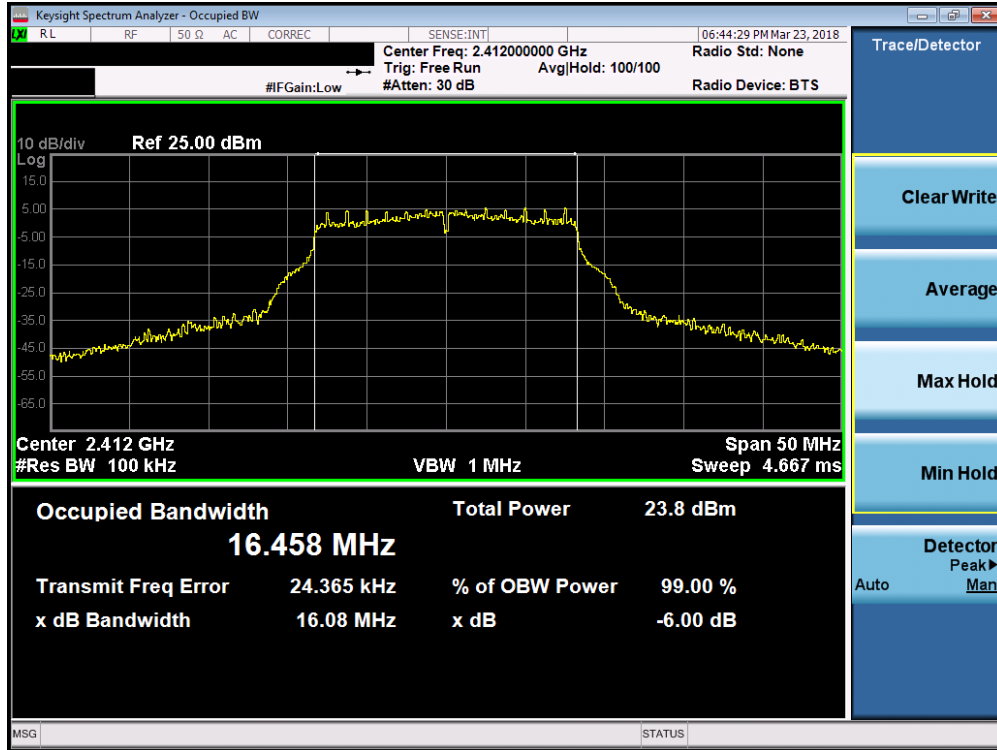 Keysight Spectrum Analyzer - Occupied BW
LXI RL RF 50 Ω AC CORREC SENSE:INT 06:44:29 PM Mar 23, 2018
Center Freq: 2.412000000 GHz Radio Std: None
Trig: Free Run Avg|Hold: 100/100
#IFGain:Low #Atten: 30 dB Radio Device: BTS
10 dB/div Ref 25.00 dBm
Log
15.0
5.00
-5.00
-15.0
-25.0
-35.0
-45.0
-55.0
-65.0
Center 2.412 GHz Span 50 MHz
#Res BW 100 kHz VBW 1 MHz Sweep 4.667 ms
Occupied Bandwidth Total Power 23.8 dBm
16.458 MHz
Transmit Freq Error 24.365 kHz % of OBW Power 99.00 %
x dB Bandwidth 16.08 MHz x dB -6.00 dB
MSG STATUS
Trace/Detector
Clear Write
Average
Max Hold
Min Hold
Detector
Peak▶
Auto Man